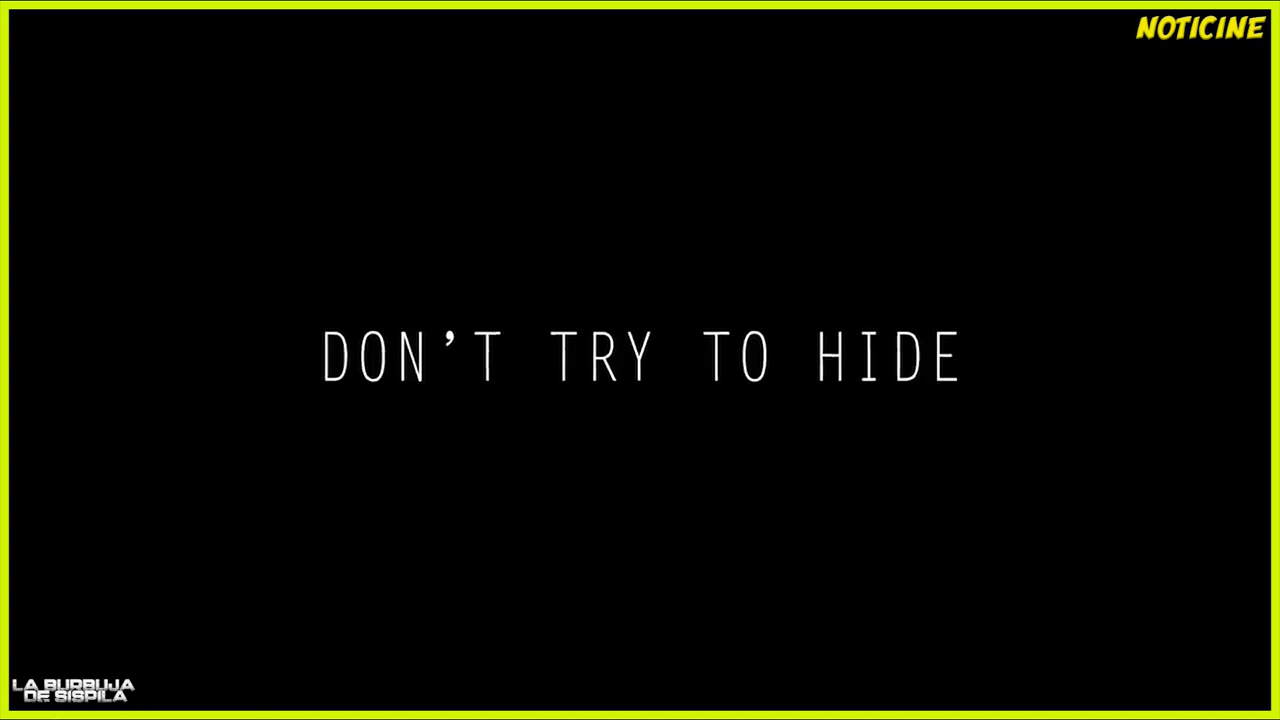 NOTICINE
DON’T TRY TO HIDE
LA BURBUJA
DE SISPILA